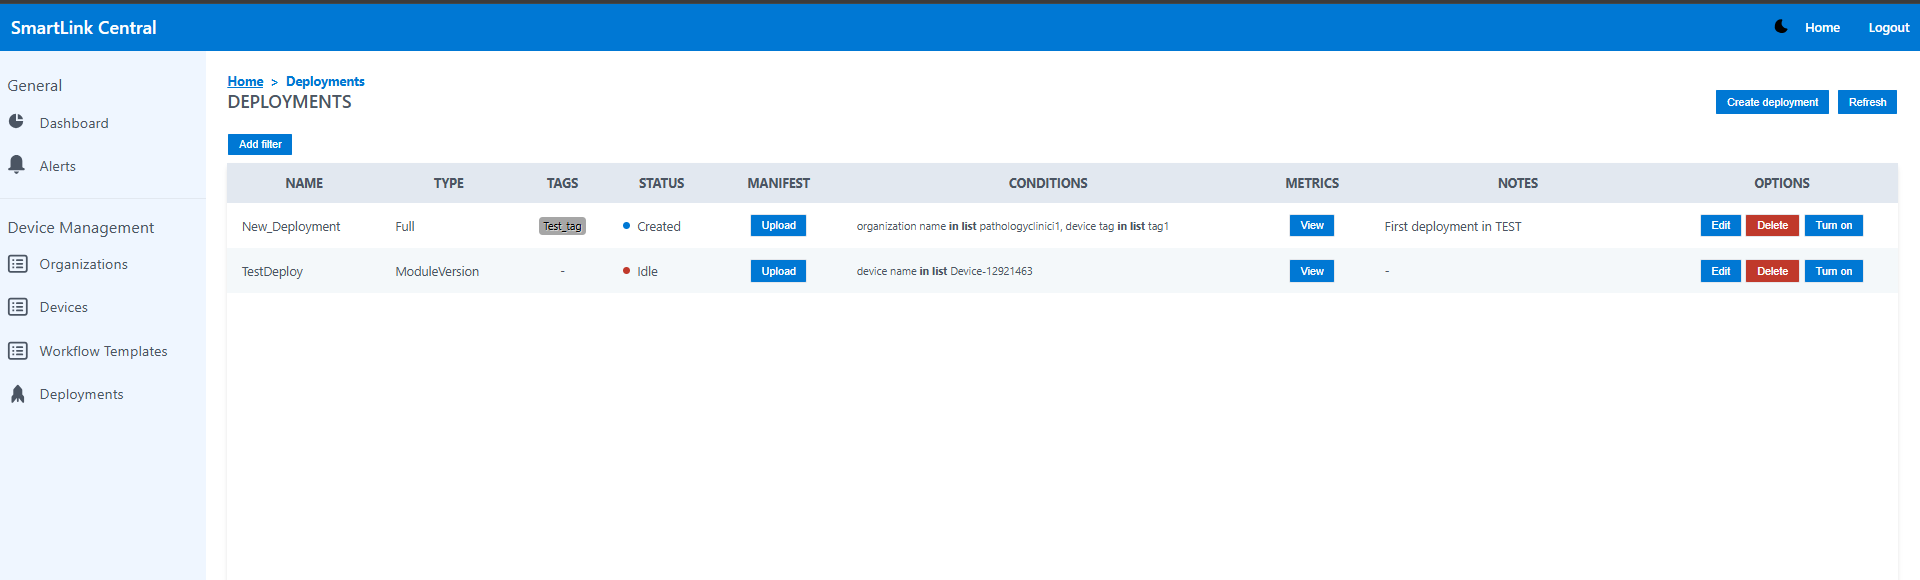 SmartLink Central
Home Logout
General
Dashboard
Alerts
Device Management
Organizations
Devices
Workflow Templates
Deployments
Home > Deployments
DEPLOYMENTS
Create deployment Refresh
Add filter
NAME TYPE TAGS STATUS MANIFEST CONDITIONS METRICS NOTES OPTIONS
New_Deployment Full Test_tag Created Upload organization name in list pathologyclinici1, device tag in list tag1 View First deployment in TEST Edit Delete Turn on
TestDeploy ModuleVersion - Idle Upload device name in list Device-12921463 View - Edit Delete Turn on